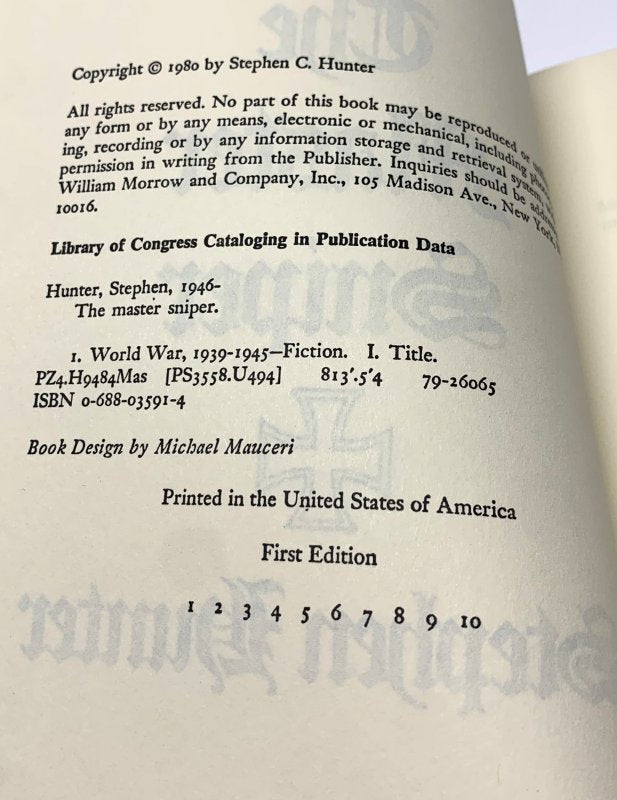 Copyright © 1980 by Stephen C. Hunter
All rights reserved. No part of this book may be reproduced or
any form or by any means, electronic or mechanical, including
ing, recording or by any information storage and retrieval system,
permission in writing from the Publisher. Inquiries should be
William Morrow and Company, Inc., 105 Madison Ave., New York,
10016.
Library of Congress Cataloging in Publication Data
Hunter, Stephen, 1946-
The master sniper.
1. World War, 1939-1945—Fiction. I. Title.
PZ4.H9484Mas [PS3558.U494] 813'.5'4 79-26065
ISBN 0-688-03591-4
Book Design by Michael Mauceri
Printed in the United States of America
First Edition
1 2 3 4 5 6 7 8 9 10
The
Sniper
Stephen Hunter